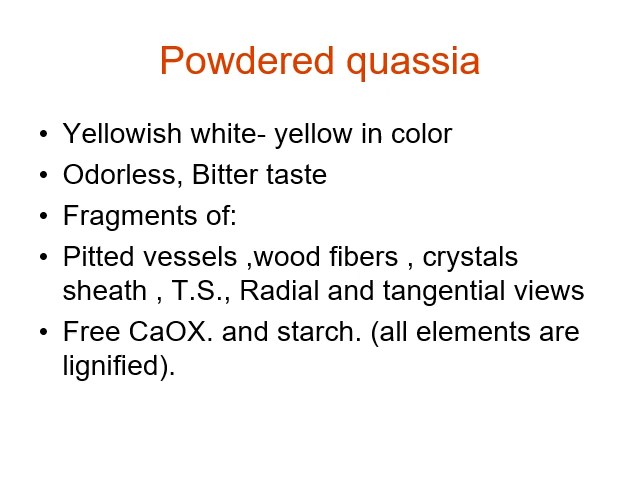 Powdered quassia
• Yellowish white- yellow in color
• Odorless, Bitter taste
• Fragments of:
• Pitted vessels ,wood fibers , crystals
sheath , T.S., Radial and tangential views
• Free CaOX. and starch. (all elements are
lignified).